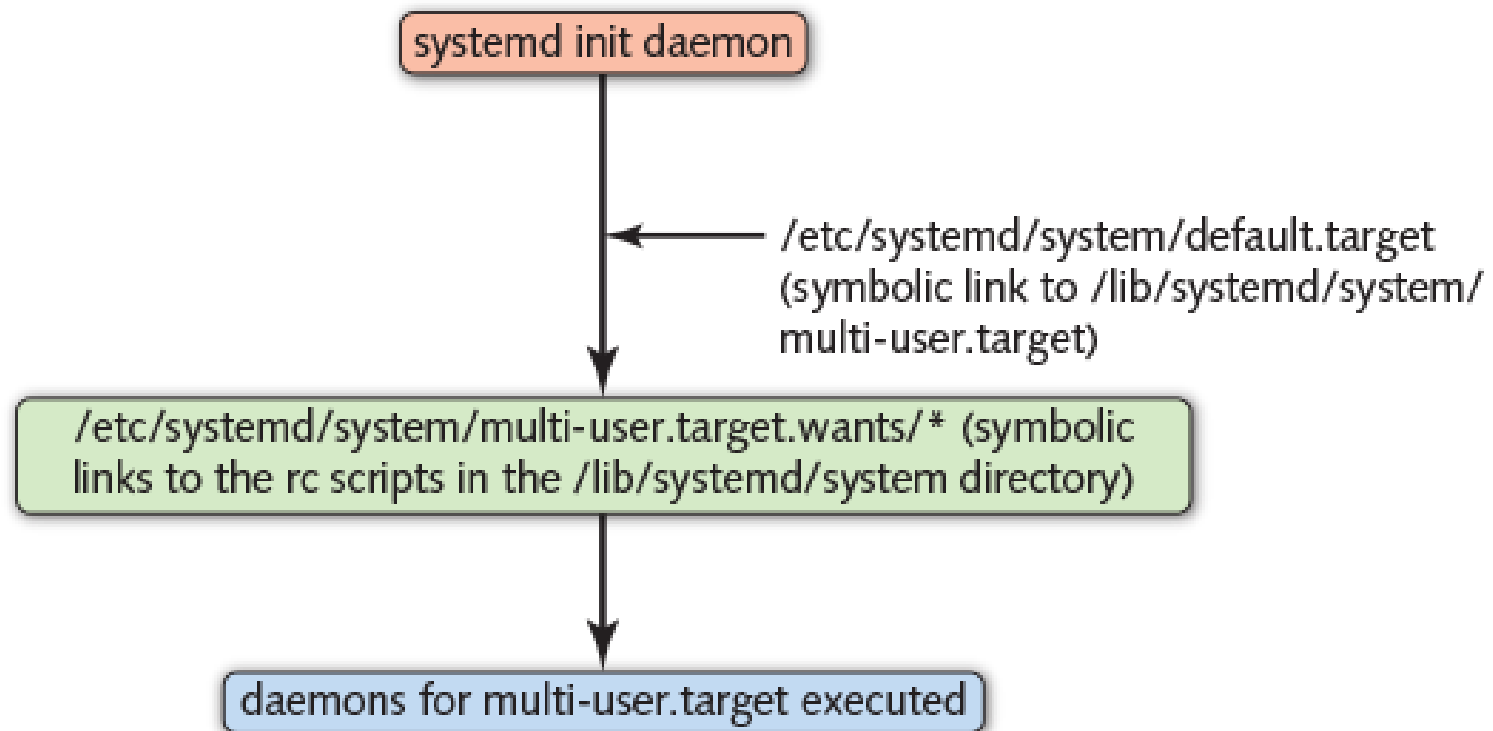 systemd init daemon
/etc/systemd/system/default.target
(symbolic link to /lib/systemd/system/
multi-user.target)
/etc/systemd/system/multi-user.target.wants/* (symbolic
links to the rc scripts in the /lib/systemd/system directory)
daemons for multi-user.target executed